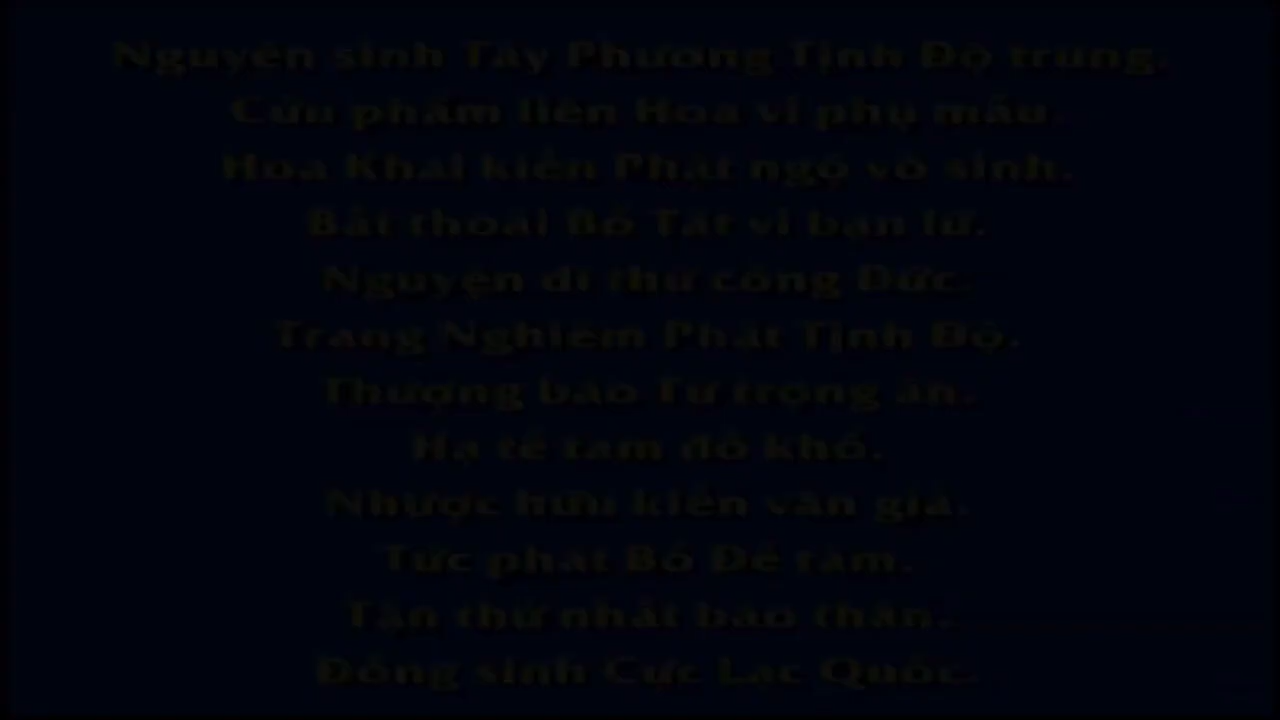 Nguyện sinh Tây Phương Tịnh Độ trung.
Cửu phẩm liên Hoa vi phụ mẫu.
Hoa Khai kiến Phật ngộ vô sinh.
Bất thoái Bồ Tát vi bạn lữ.
Nguyện dĩ thử công Đức.
Trang Nghiêm Phật Tịnh Độ.
Thượng báo Tứ trọng ân.
Hạ tế tam đồ khổ.
Nhược hữu kiến văn giả.
Tức phát Bồ Đề tâm.
Tận thử nhất báo thân.
Đồng sinh Cực Lạc Quốc.